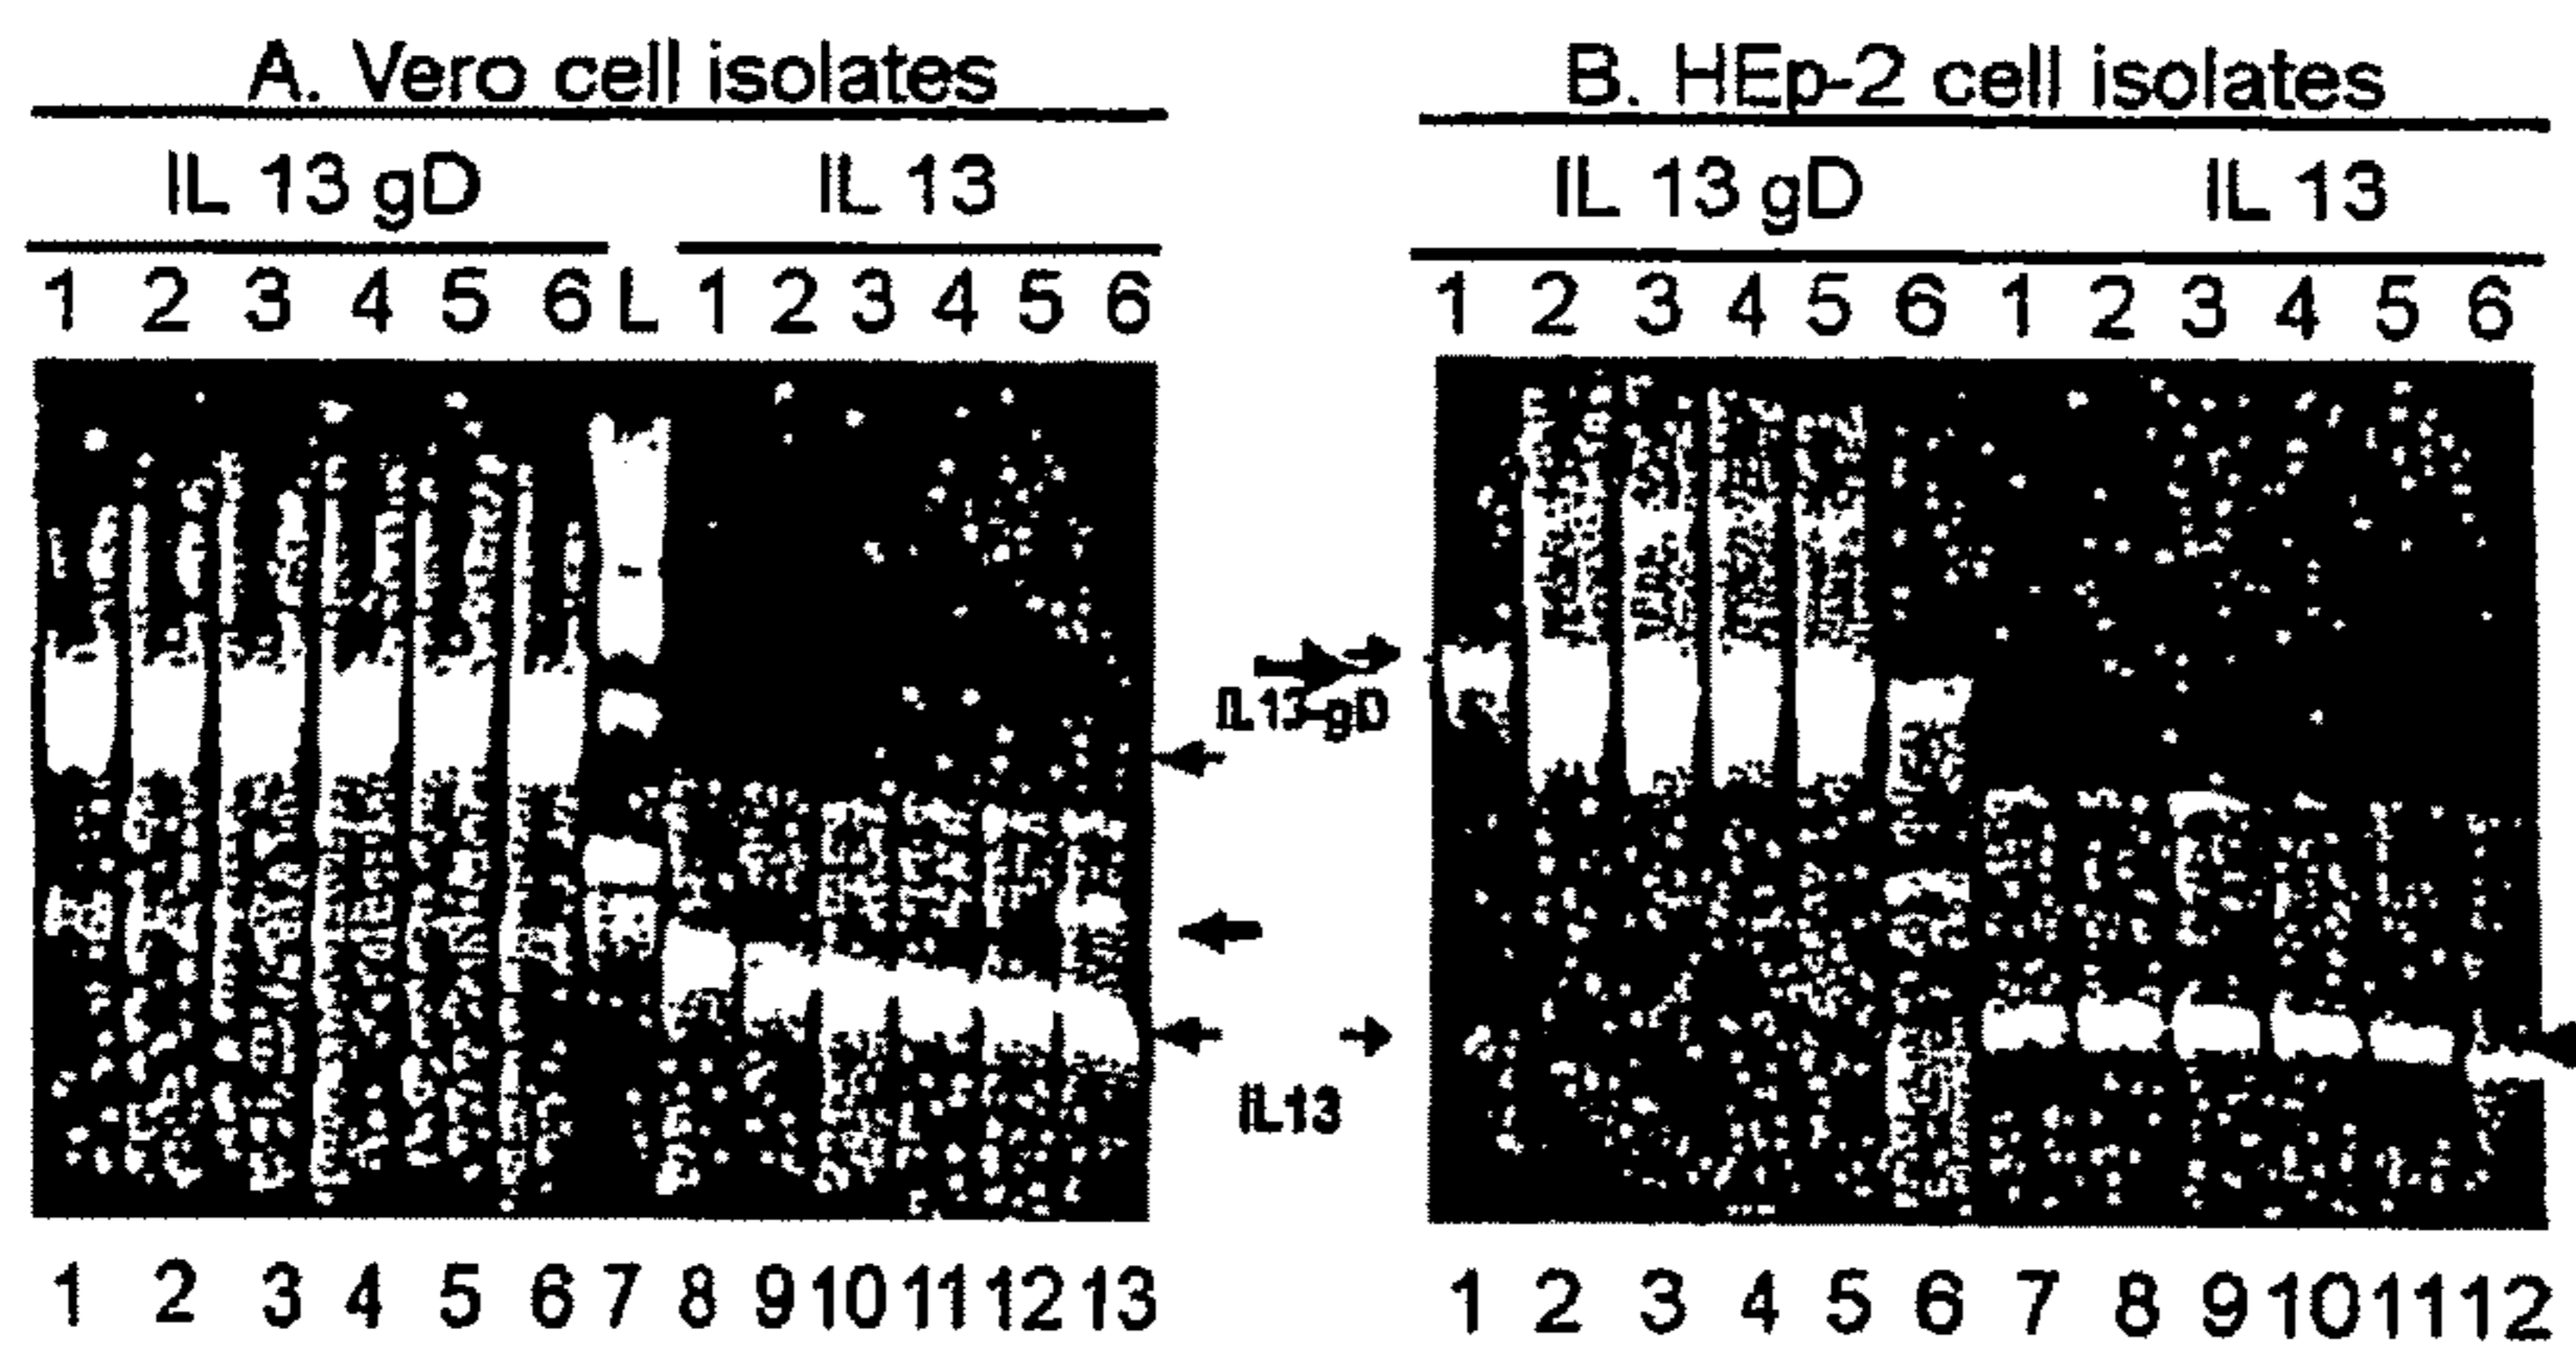 A. Vero cell isolates
IL 13 gD IL 13
1 2 3 4 5 6 L 1 2 3 4 5 6
IL13-gD
IL13
1 2 3 4 5 6 7 8 9 10 11 12 13
B. HEp-2 cell isolates
IL 13 gD IL 13
1 2 3 4 5 6 1 2 3 4 5 6
1 2 3 4 5 6 7 8 9 10 11 12